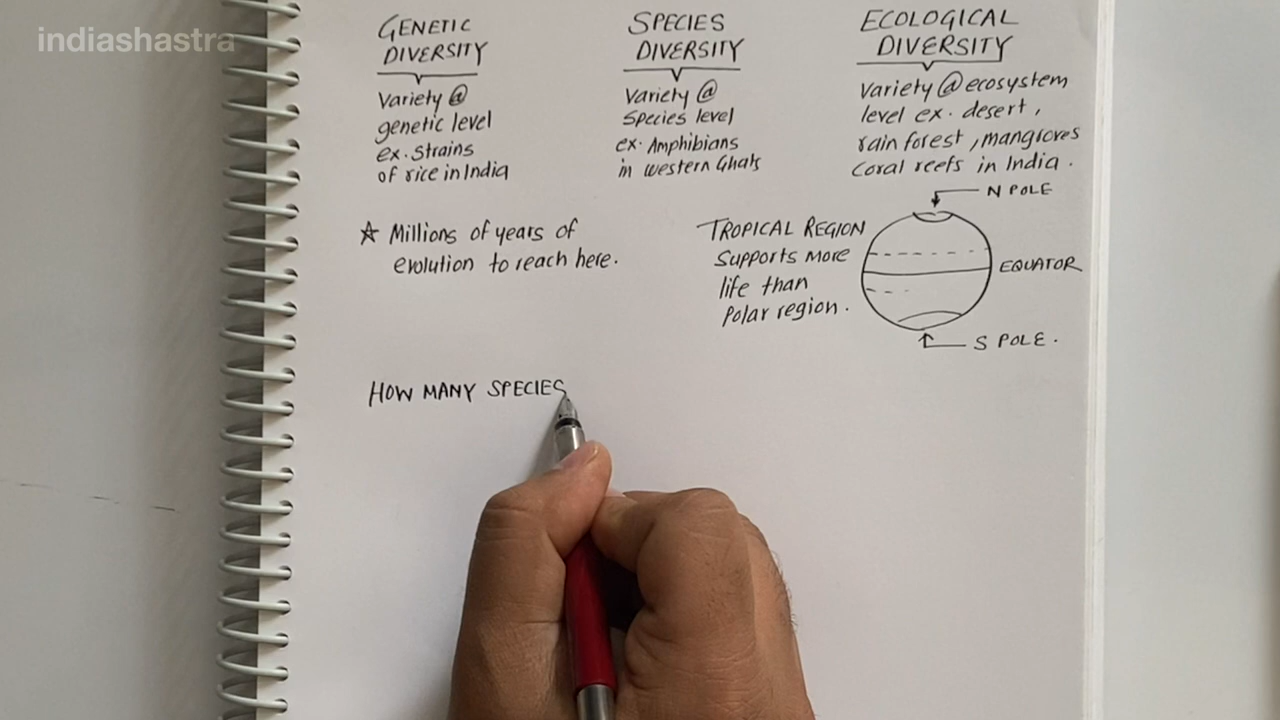 indiashastra
GENETIC
DIVERSITY
Variety @
genetic level
ex. Strains
of rice in India
SPECIES
DIVERSITY
Variety @
Species level
ex. Amphibians
in western Ghats
ECOLOGICAL
DIVERSITY
Variety @ ecosystem
level ex. desert,
rain forest, mangroves
Coral reefs in India.
☆ Millions of years of
evolution to reach here.
TROPICAL REGION
Supports more
life than
Polar region.
N POLE
EQUATOR
S POLE.
HOW MANY SPECIES